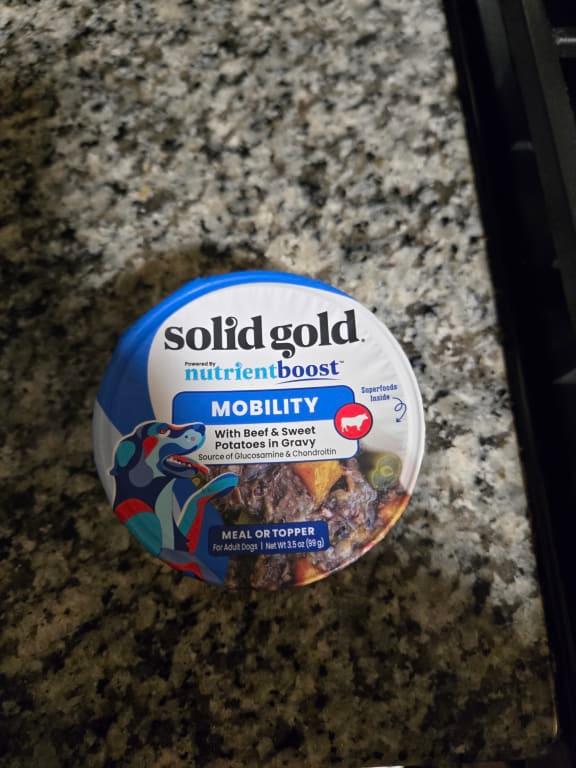 solid gold.
Powered By
nutrientboost™
MOBILITY
Superfoods
Inside
With Beef & Sweet
Potatoes in Gravy
Source of Glucosamine & Chondroitin
MEAL OR TOPPER
For Adult Dogs | Net Wt 3.5 oz (99 g)